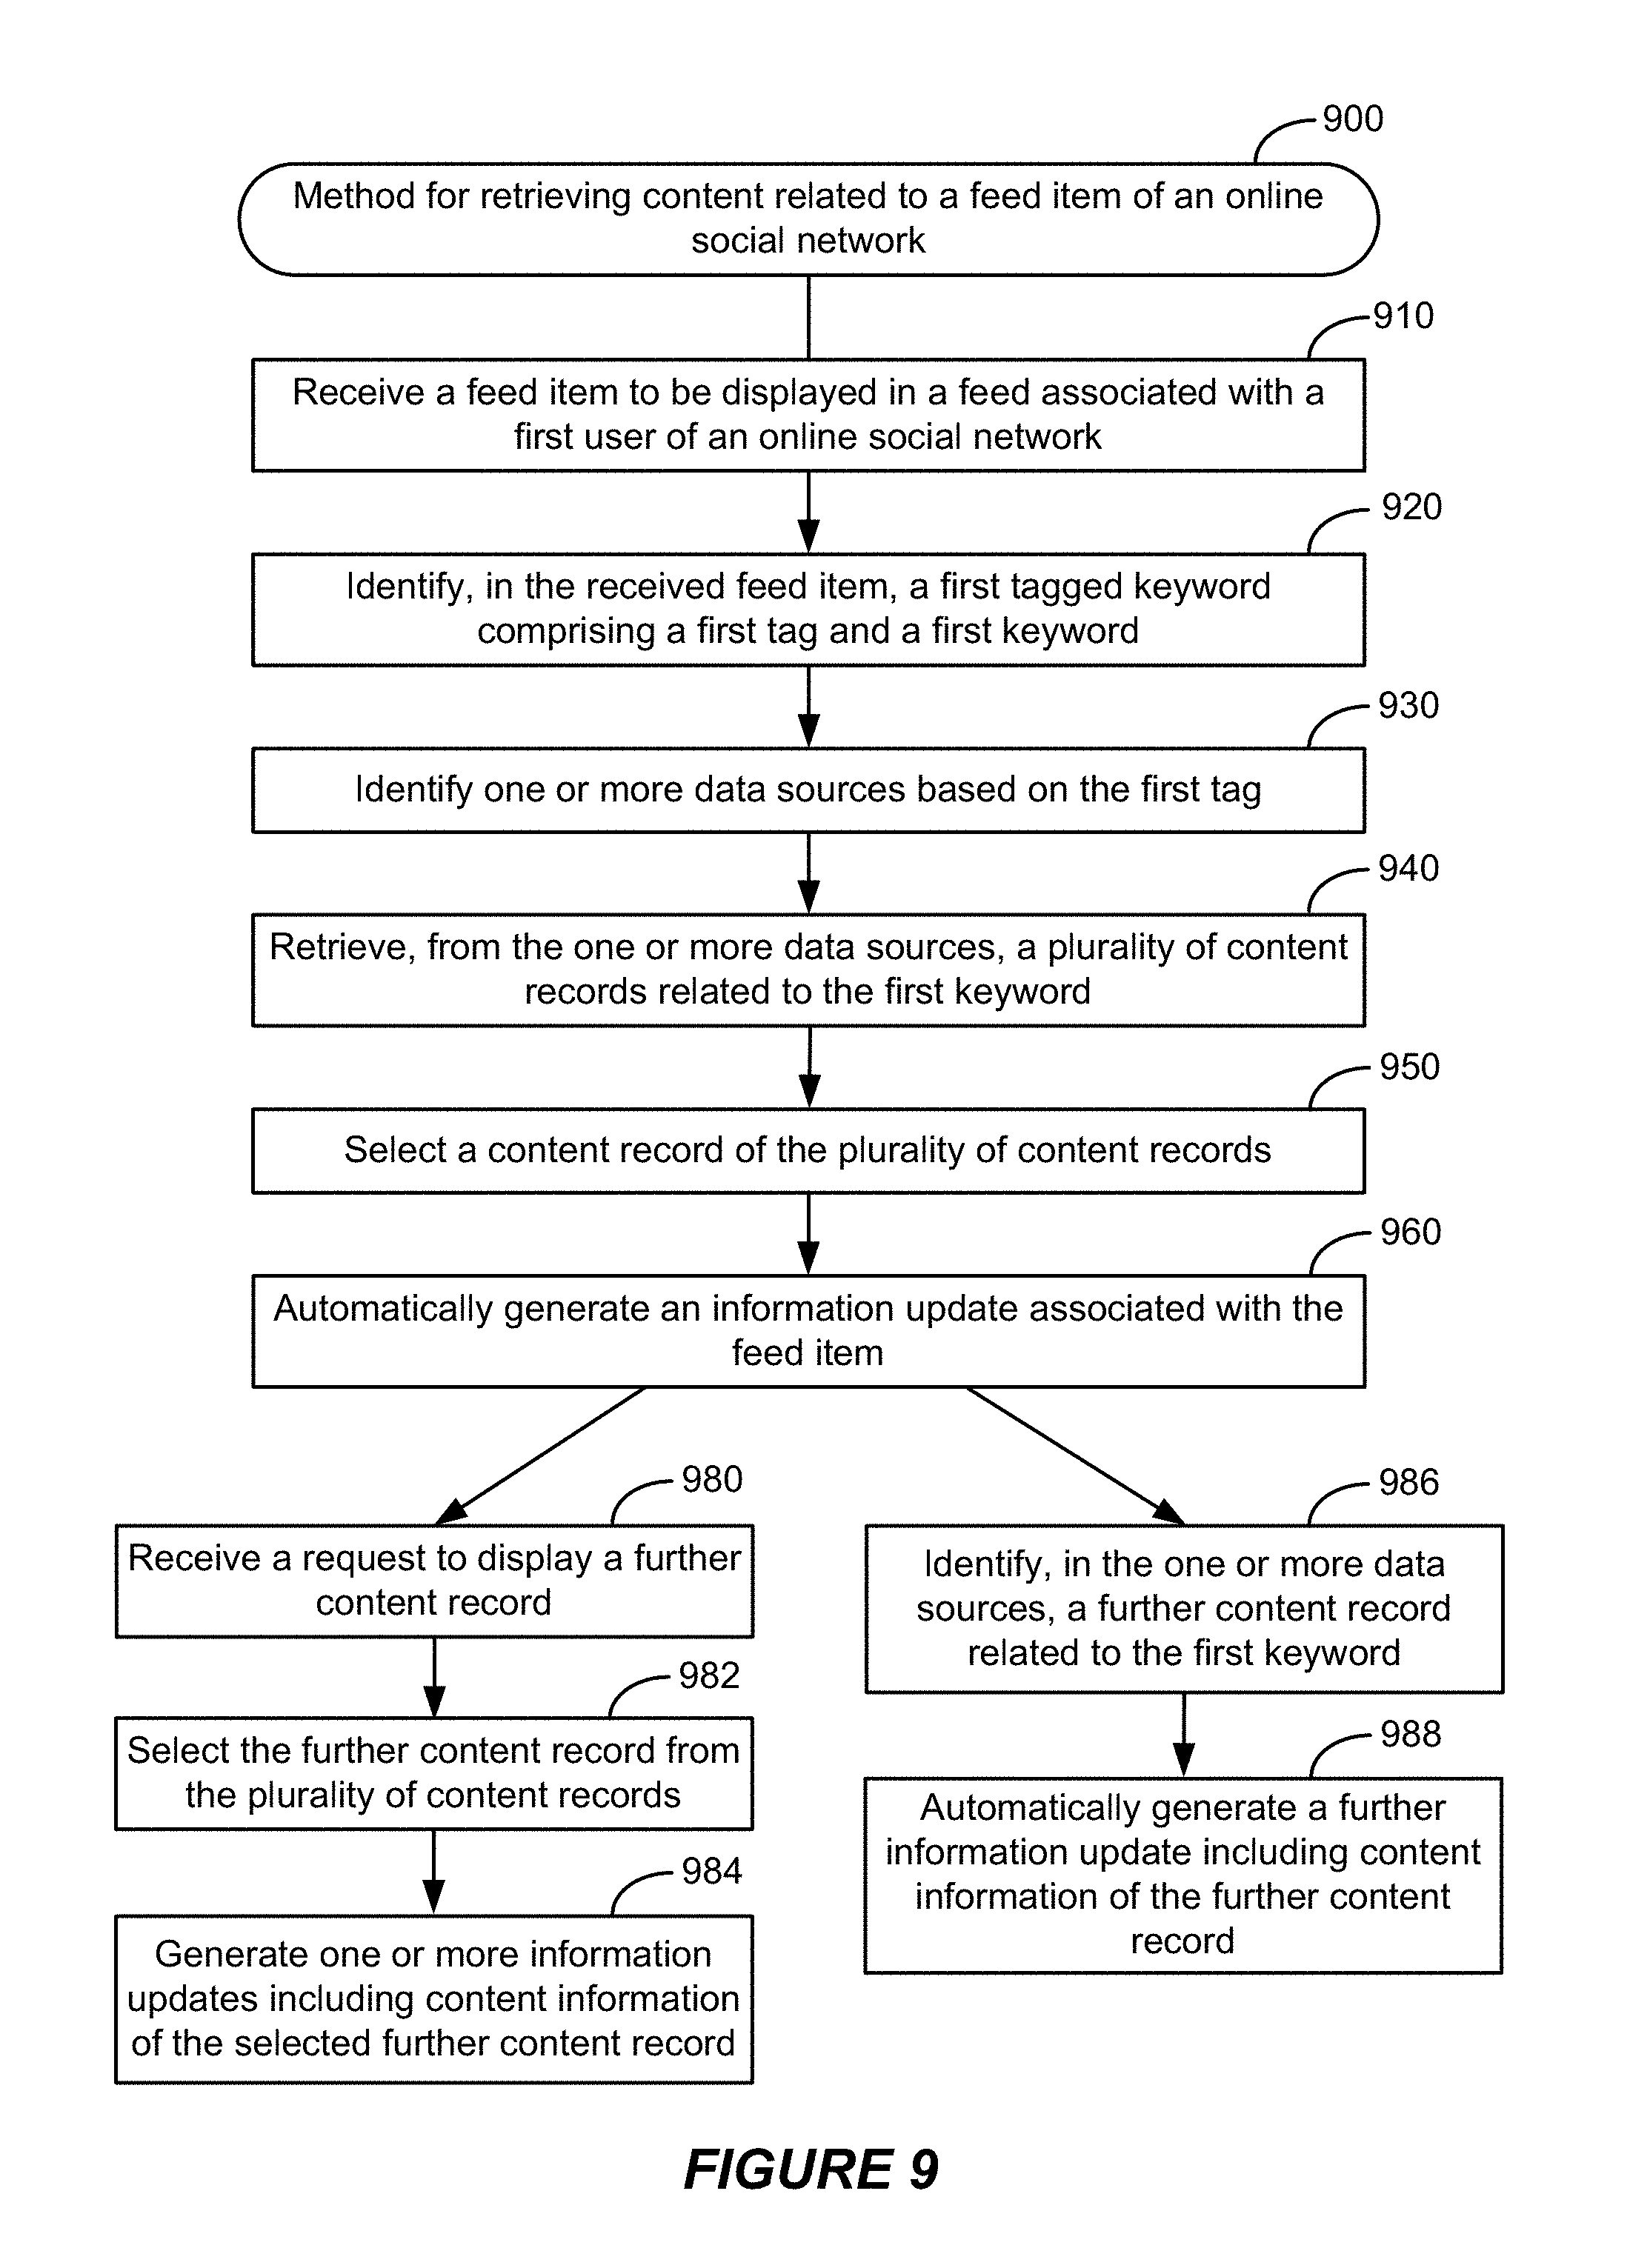 900
Method for retrieving content related to a feed item of an online
social network
910
Receive a feed item to be displayed in a feed associated with a
first user of an online social network
920
Identify, in the received feed item, a first tagged keyword
comprising a first tag and a first keyword
930
Identify one or more data sources based on the first tag
940
Retrieve, from the one or more data sources, a plurality of content
records related to the first keyword
950
Select a content record of the plurality of content records
960
Automatically generate an information update associated with the
feed item
980
Receive a request to display a further
content record
982
Select the further content record from
the plurality of content records
984
Generate one or more information
updates including content information
of the selected further content record
986
Identify, in the one or more data
sources, a further content record
related to the first keyword
988
Automatically generate a further
information update including content
information of the further content
record
FIGURE 9